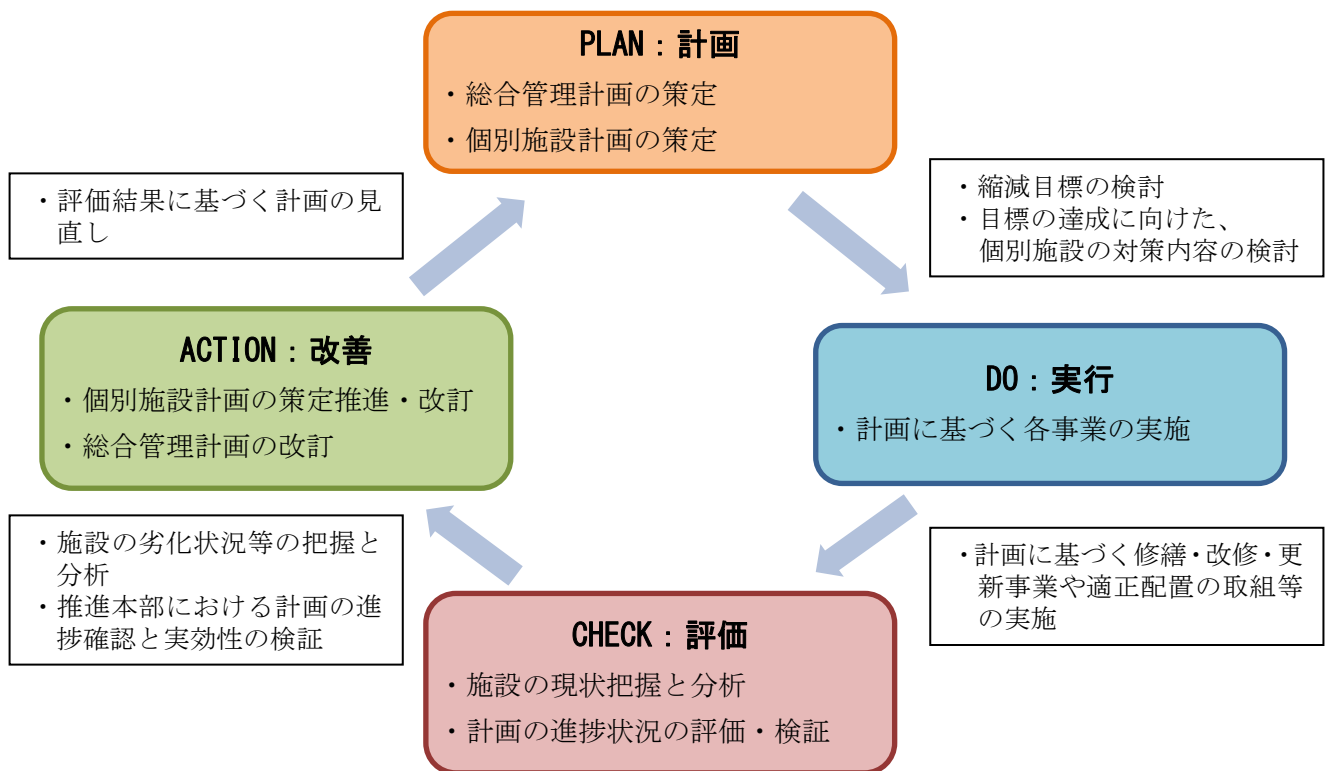 PLAN：計画
・総合管理計画の策定
・個別施設計画の策定
・縮減目標の検討
・目標の達成に向けた、
個別施設の対策内容の検討
DO：実行
・計画に基づく各事業の実施
・計画に基づく修繕・改修・更
新事業や適正配置の取組等
の実施
CHECK：評価
・施設の現状把握と分析
・計画の進捗状況の評価・検証
・施設の劣化状況等の把握と
分析
・推進本部における計画の進
捗確認と実効性の検証
ACTION：改善
・個別施設計画の策定推進・改訂
・総合管理計画の改訂
・評価結果に基づく計画の見
直し